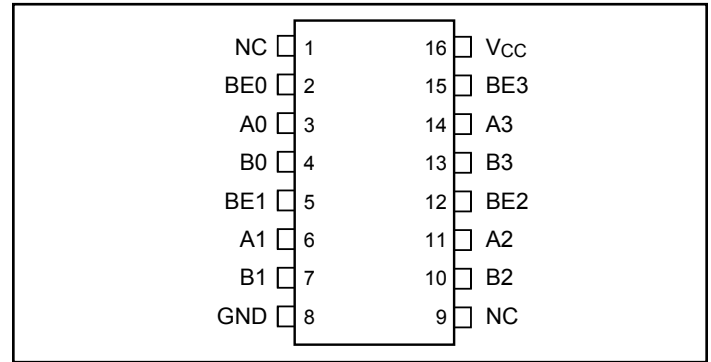 NC 1 16 VCC
BE0 2 15 BE3
A0 3 14 A3
B0 4 13 B3
BE1 5 12 BE2
A1 6 11 A2
B1 7 10 B2
GND 8 9 NC